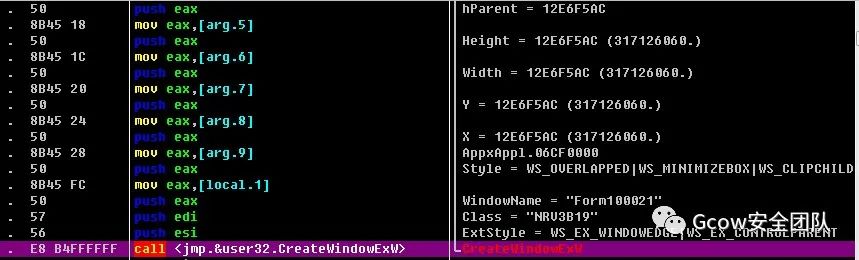 . 50 push eax hParent = 12E6F5AC
. 8B45 18 mov eax,[arg.5]
. 50 push eax Height = 12E6F5AC (317126060.)
. 8B45 1C mov eax,[arg.6]
. 50 push eax Width = 12E6F5AC (317126060.)
. 8B45 20 mov eax,[arg.7]
. 50 push eax Y = 12E6F5AC (317126060.)
. 8B45 24 mov eax,[arg.8]
. 50 push eax X = 12E6F5AC (317126060.)
. 8B45 28 mov eax,[arg.9] AppxAppl.06CF0000
. 50 push eax Style = WS_OVERLAPPED|WS_MINIMIZEBOX|WS_CLIPCHILD
. 8B45 FC mov eax,[local.1]
. 50 push eax WindowName = "Form100021"
. 57 push edi Class = "NRV3B19"
. 56 push esi ExtStyle = WS_EX_WINDOWEDGE|WS_EX_CONTROLPARENT
. E8 B4FFFFFF call <jmp.&user32.CreateWindowExW> CreateWindowExW
Gcow安全团队